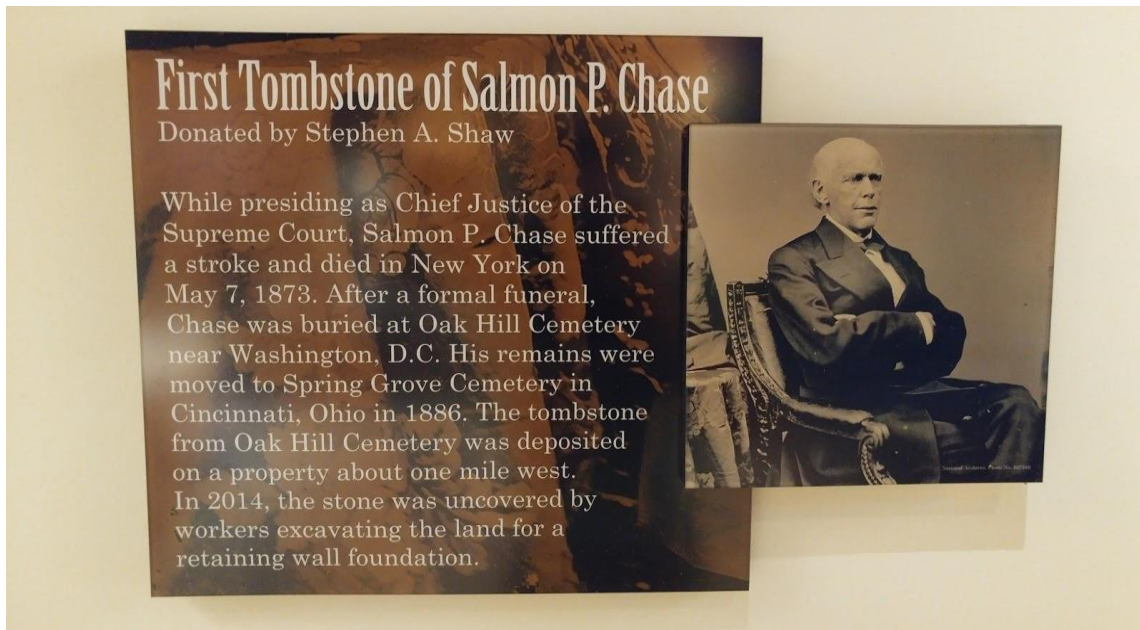 First Tombstone of Salmon P. Chase
Donated by Stephen A. Shaw
While presiding as Chief Justice of the
Supreme Court, Salmon P. Chase suffered
a stroke and died in New York on
May 7, 1873. After a formal funeral,
Chase was buried at Oak Hill Cemetery
near Washington, D.C. His remains were
moved to Spring Grove Cemetery in
Cincinnati, Ohio in 1886. The tombstone
from Oak Hill Cemetery was deposited
on a property about one mile west.
In 2014, the stone was uncovered by
workers excavating the land for a
retaining wall foundation.
National Archives Photo No.